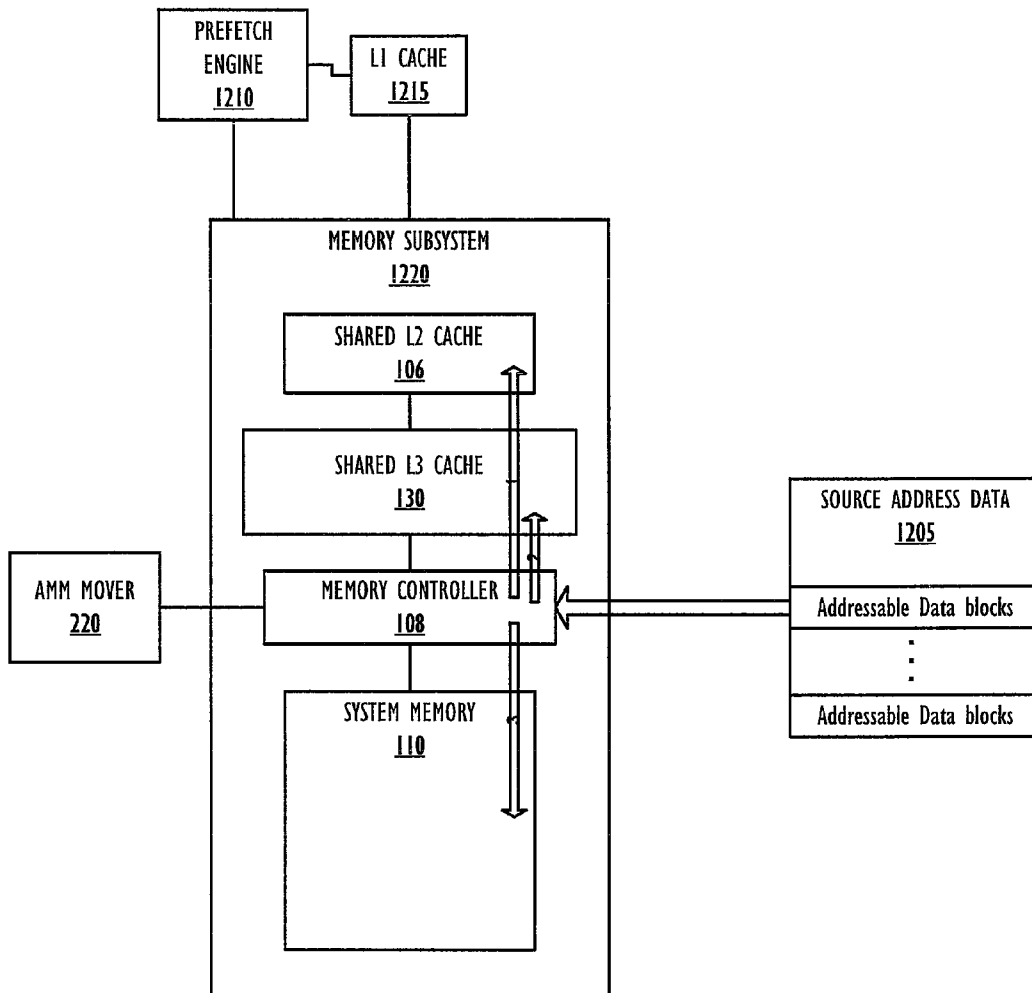 PREFETCH
ENGINE
1210
L1 CACHE
1215
MEMORY SUBSYSTEM
1220
SHARED L2 CACHE
106
SHARED L3 CACHE
130
AMM MOVER
220
MEMORY CONTROLLER
108
SYSTEM MEMORY
110
SOURCE ADDRESS DATA
1205
Addressable Data blocks
Addressable Data blocks